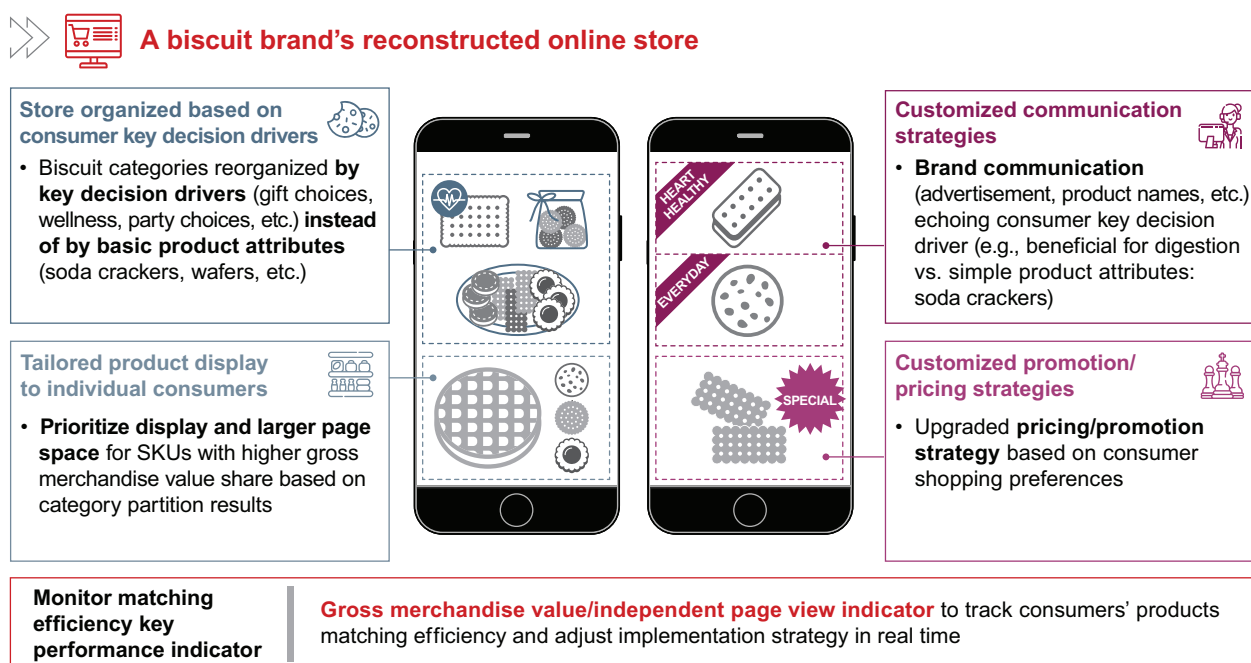 A biscuit brand's reconstructed online store
Store organized based on
consumer key decision drivers
• Biscuit categories reorganized by
key decision drivers (gift choices,
wellness, party choices, etc.) instead
of by basic product attributes
(soda crackers, wafers, etc.)
Tailored product display
to individual consumers
• Prioritize display and larger page
space for SKUs with higher gross
merchandise value share based on
category partition results
HEART
HEALTHY
EVERYDAY
SPECIAL
Customized communication
strategies
• Brand communication
(advertisement, product names, etc.)
echoing consumer key decision
driver (e.g., beneficial for digestion
vs. simple product attributes:
soda crackers)
Customized promotion/
pricing strategies
• Upgraded pricing/promotion
strategy based on consumer
shopping preferences
Monitor matching
efficiency key
performance indicator
Gross merchandise value/independent page view indicator to track consumers' products
matching efficiency and adjust implementation strategy in real time